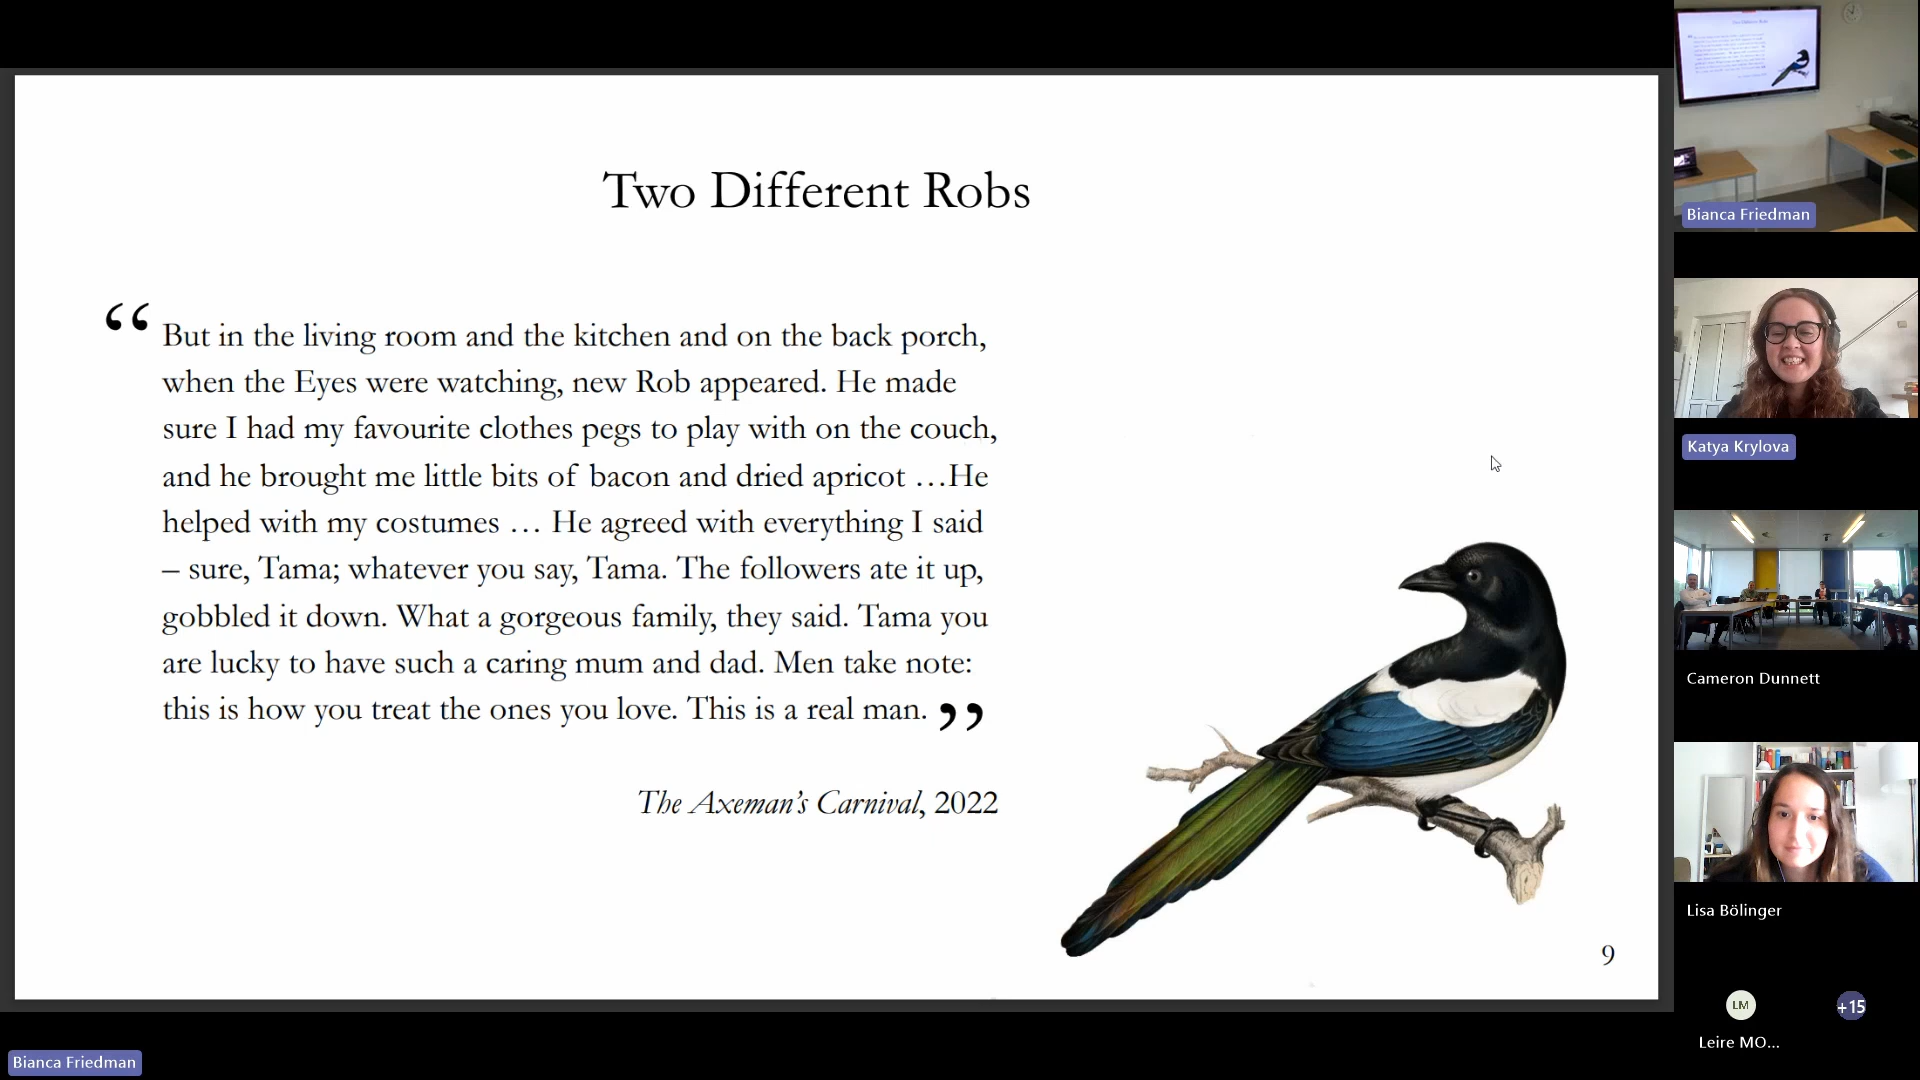 Two Different Robs
“ But in the living room and the kitchen and on the back porch,
when the Eyes were watching, new Rob appeared. He made
sure I had my favourite clothes pegs to play with on the couch,
and he brought me little bits of bacon and dried apricot …He
helped with my costumes … He agreed with everything I said
– sure, Tama; whatever you say, Tama. The followers ate it up,
gobbled it down. What a gorgeous family, they said. Tama you
are lucky to have such a caring mum and dad. Men take note:
this is how you treat the ones you love. This is a real man. ”
The Axeman’s Carnival, 2022
9
Bianca Friedman
Bianca Friedman
Katya Krylova
Cameron Dunnett
Lisa Bölinger
LM
+15
Leire MO...